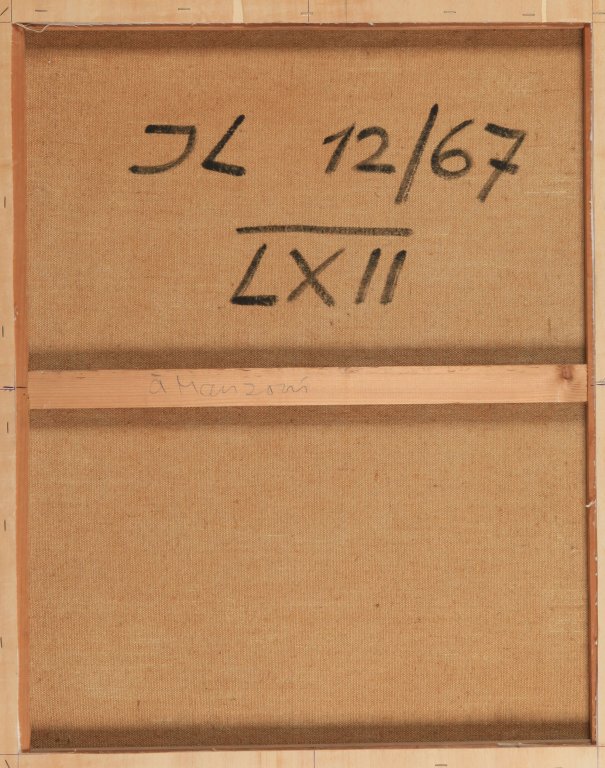 JL 12/67
LXII
à Manzoni